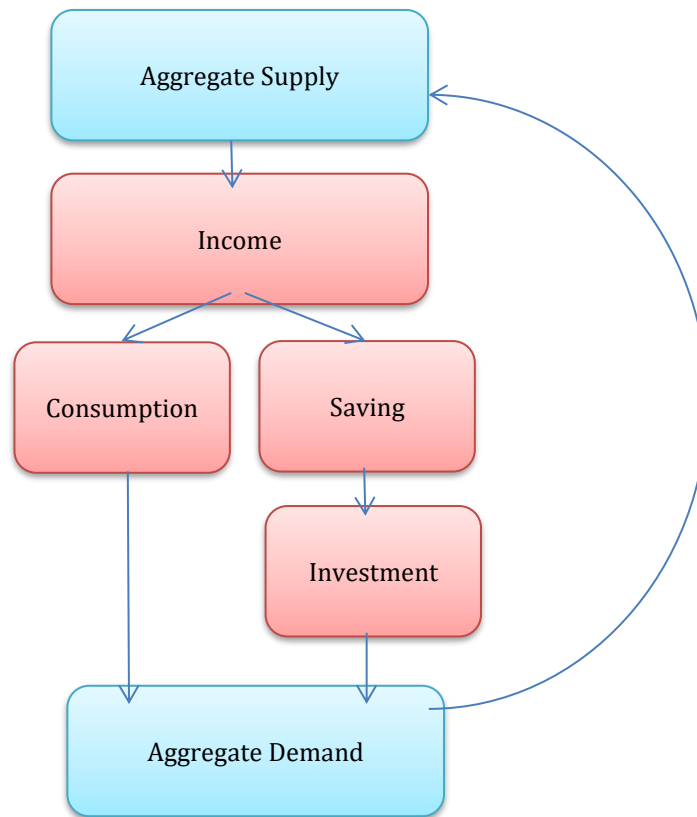 Aggregate Supply
Income
Consumption
Saving
Investment
Aggregate Demand